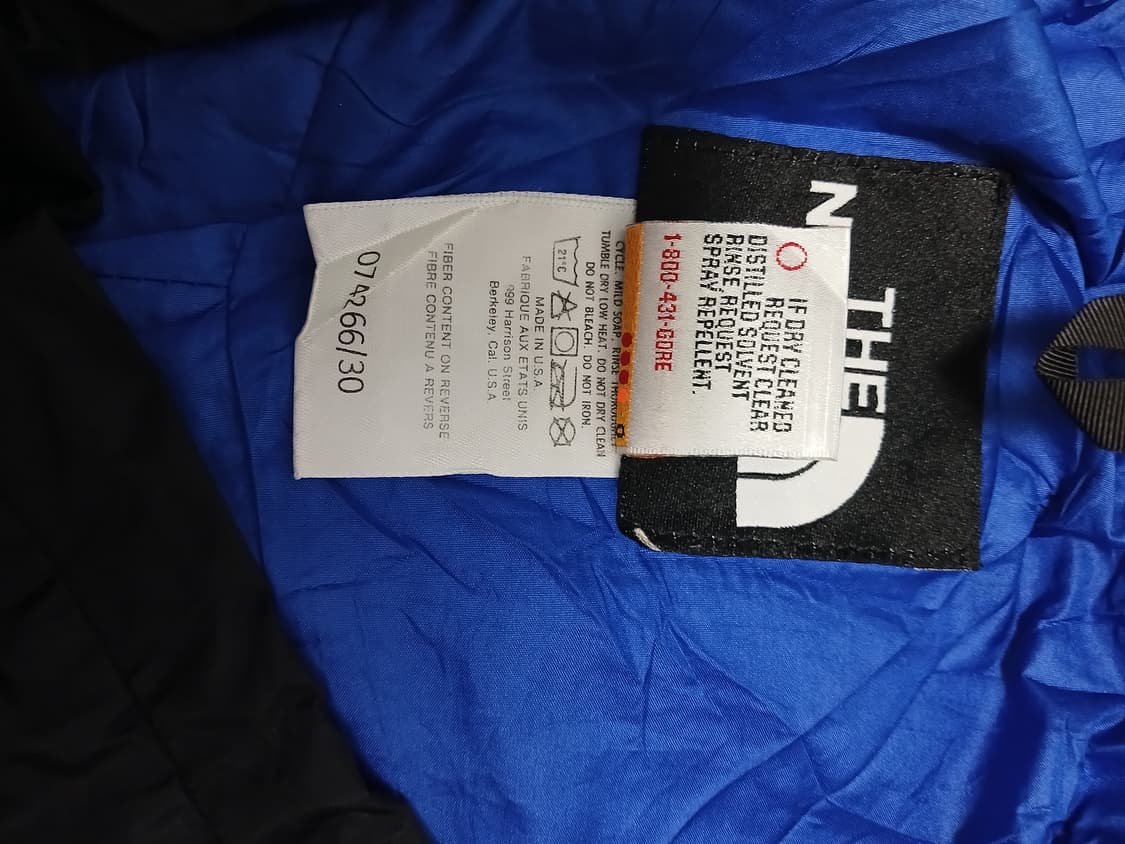 THE
N
IF DRY CLEANED
REQUEST CLEAR
DISTILLED SOLVENT
RINSE. REQUEST
SPRAY REPELLENT.
1-800-431-GORE
CYCLE. MILD SOAP. RINSE THOROUGHLY
TUMBLE DRY LOW HEAT. DO NOT DRY CLEAN
DO NOT BLEACH. DO NOT IRON.
21°C
MADE IN U.S.A.
FABRIQUE AUX ETATS UNIS
999 Harrison Street
Berkeley, Cal. U.S.A.
FIBER CONTENT ON REVERSE
FIBRE CONTENU A REVERS